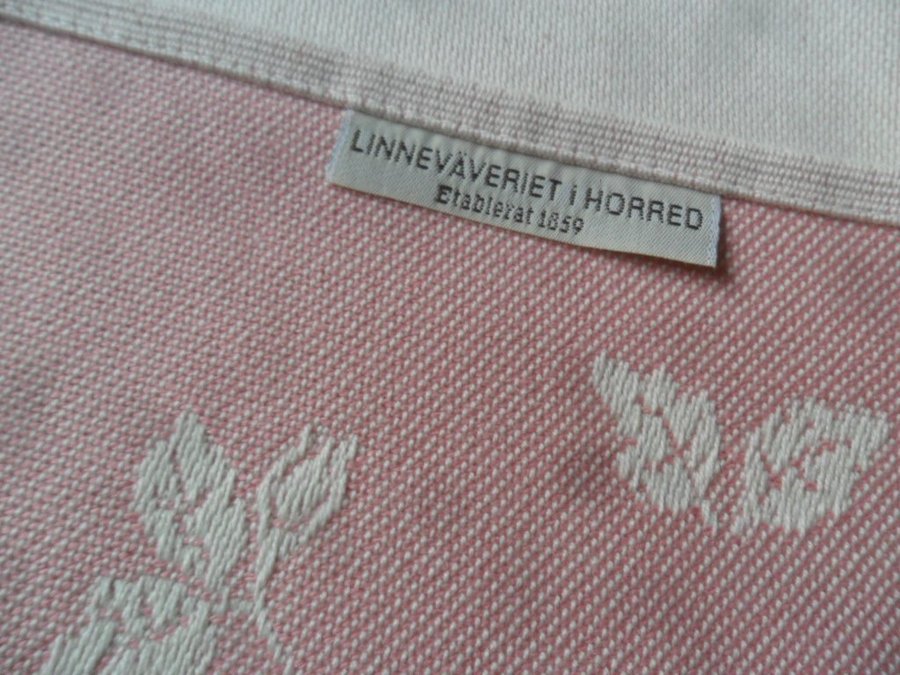 LINNEVÄVERIET I HORRED
Etablerat 1859